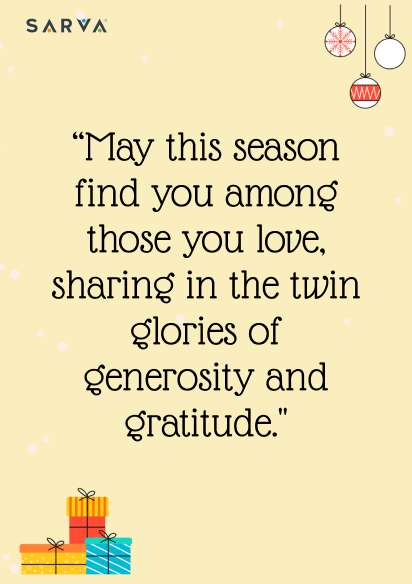 SARVA
“May this season
find you among
those you love,
sharing in the twin
glories of
generosity and
gratitude."